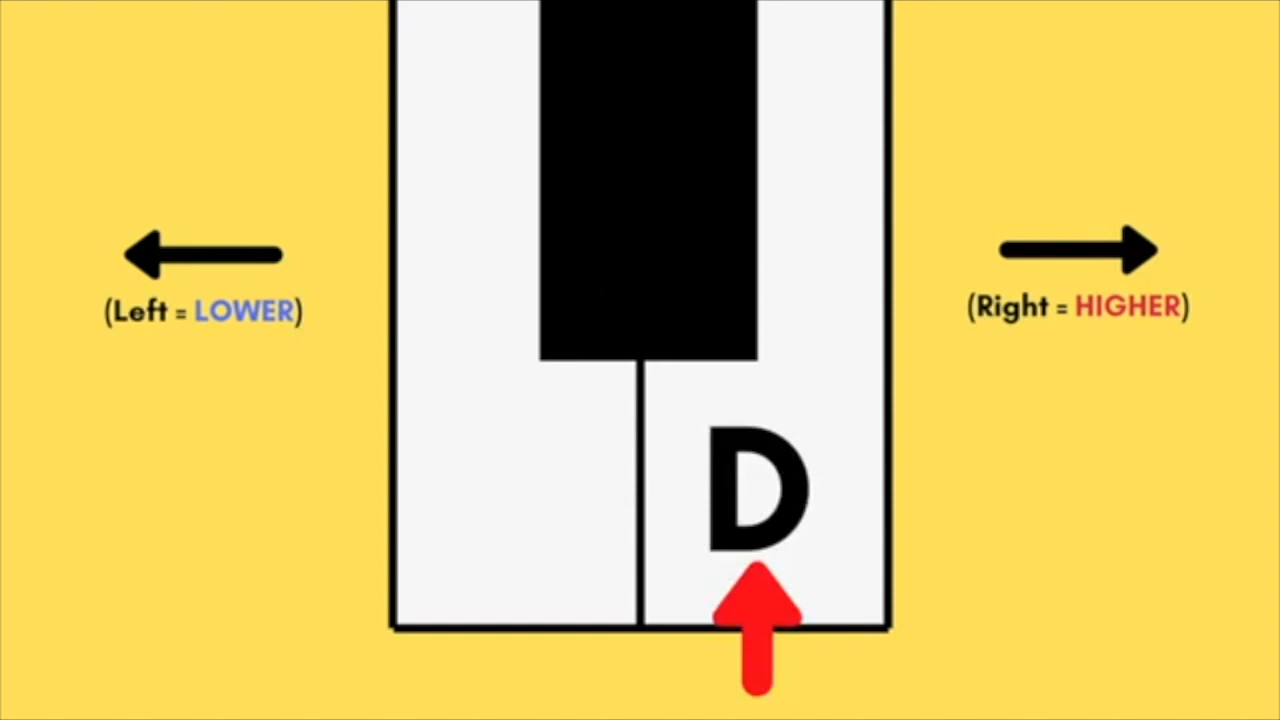 (Left = LOWER)
(Right = HIGHER)
D